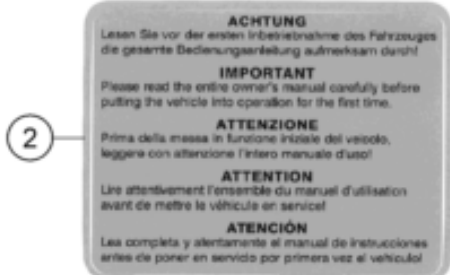 2
ACHTUNG
Lesen Sie vor der ersten Inbetriebnahme des Fahrzeuges
die gesamte Bedienungsanleitung aufmerksam durch!
IMPORTANT
Please read the entire owner's manual carefully before
putting the vehicle into operation for the first time.
ATTENZIONE
Prima della messa in funzione iniziale del veicolo,
leggere con attenzione l'intero manuale d'uso!
ATTENTION
Lire attentivement l'ensemble du manuel d'utilisation
avant de mettre le véhicule en service!
ATENCIÓN
Lea completa y atentamente el manual de instrucciones
antes de poner en servicio por primera vez el vehículo!